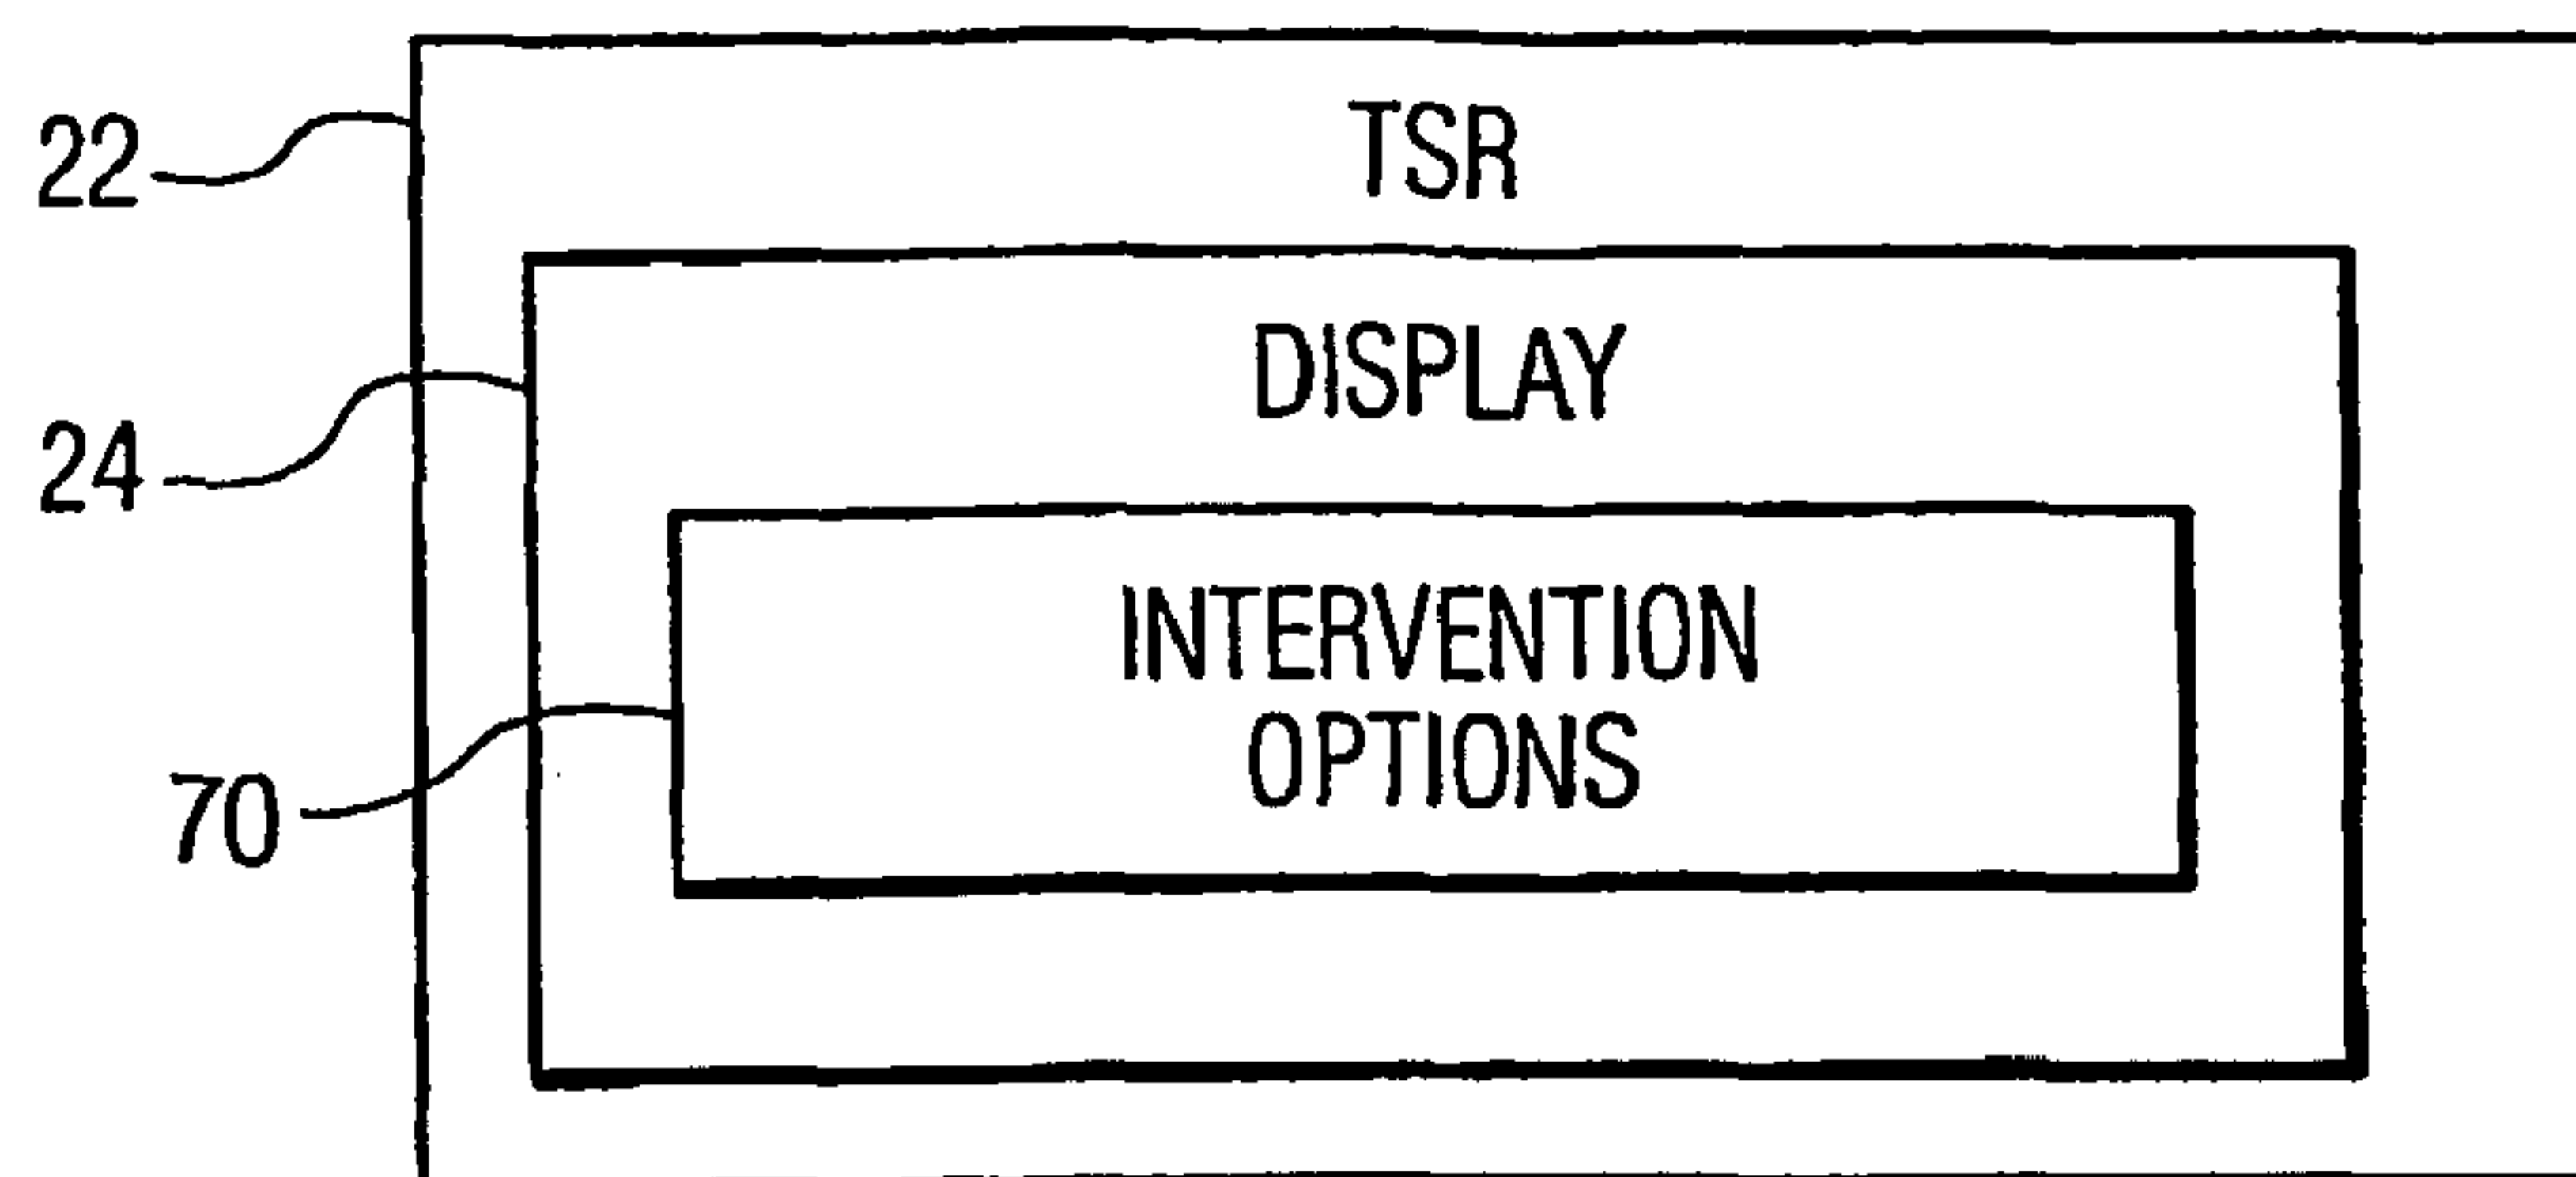 22
TSR
24
DISPLAY
70
INTERVENTION
OPTIONS